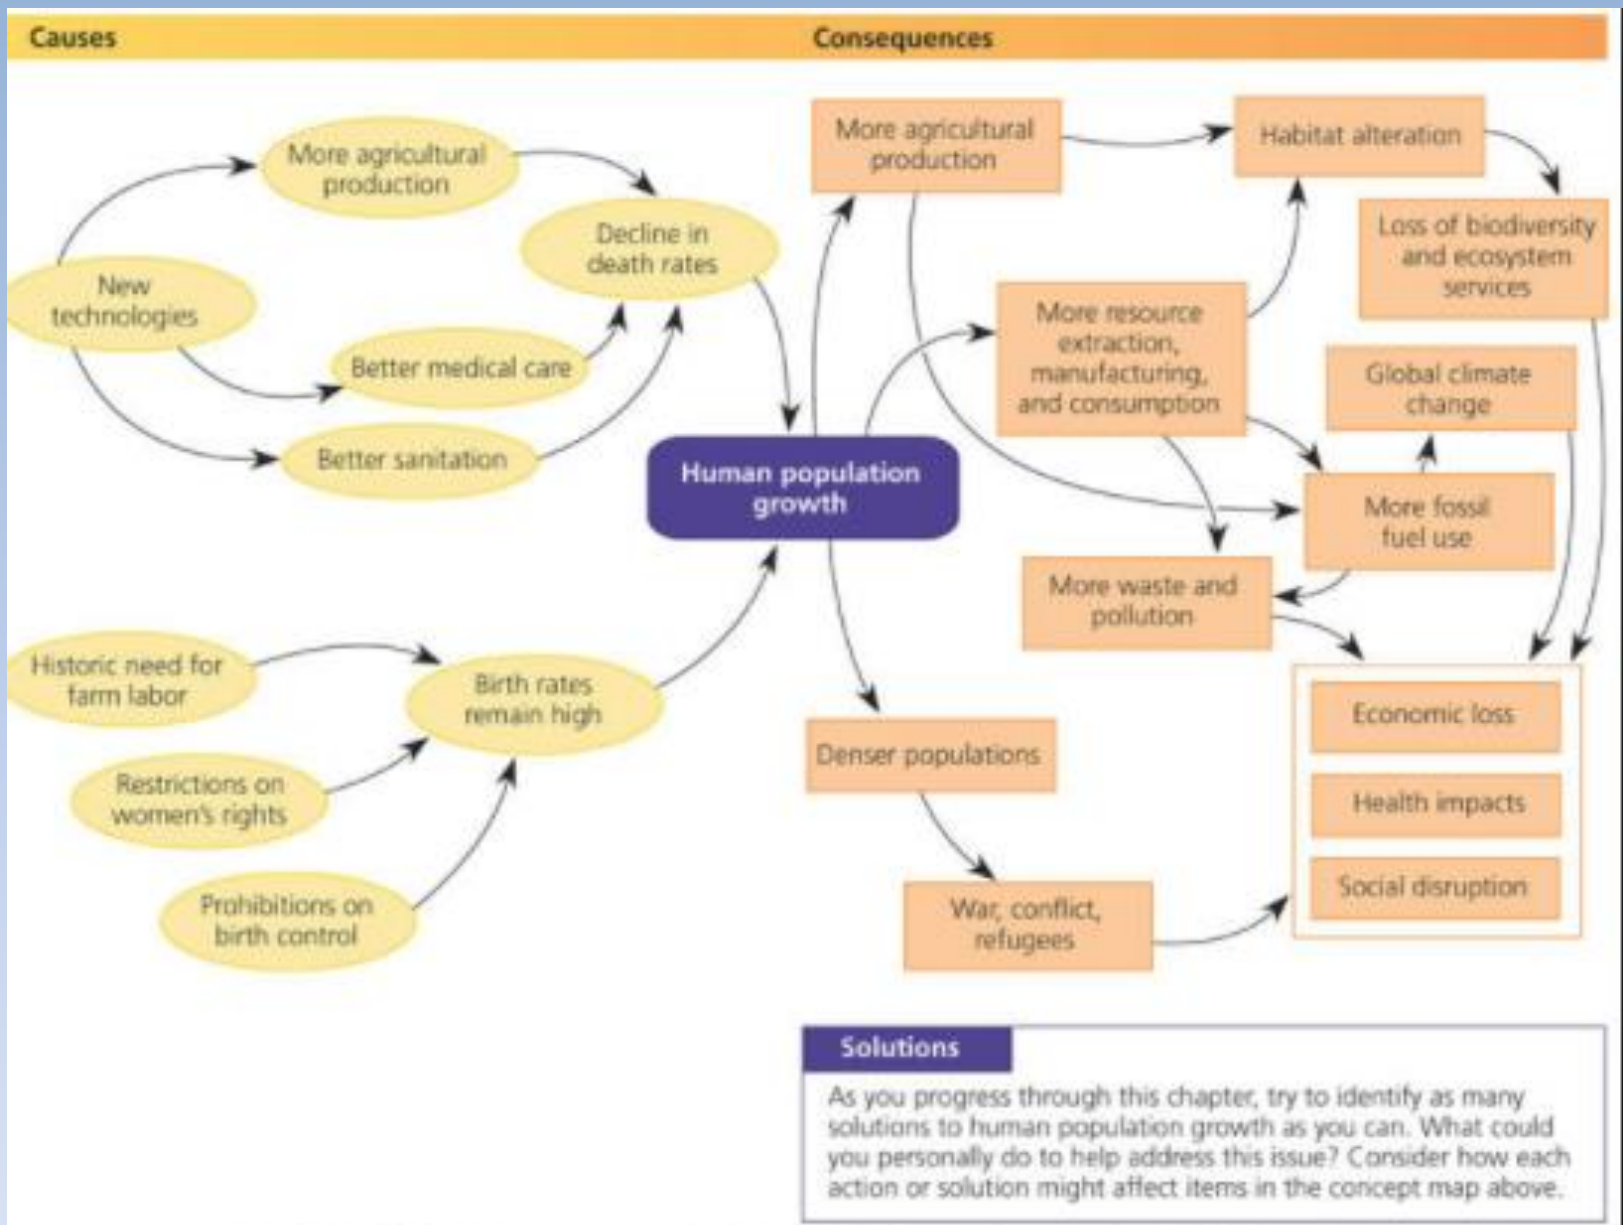 Causes
Consequences
More agricultural
production
Decline in
death rates
New
technologies
Better medical care
Better sanitation
Human population
growth
Historic need for
farm labor
Birth rates
remain high
Restrictions on
women's rights
Prohibitions on
birth control
More agricultural
production
Habitat alteration
Loss of biodiversity
and ecosystem
services
More resource
extraction,
manufacturing,
and consumption
Global climate
change
More fossil
fuel use
More waste and
pollution
Denser populations
War, conflict,
refugees
Economic loss
Health impacts
Social disruption
Solutions
As you progress through this chapter, try to identify as many
solutions to human population growth as you can. What could
you personally do to help address this issue? Consider how each
action or solution might affect items in the concept map above.